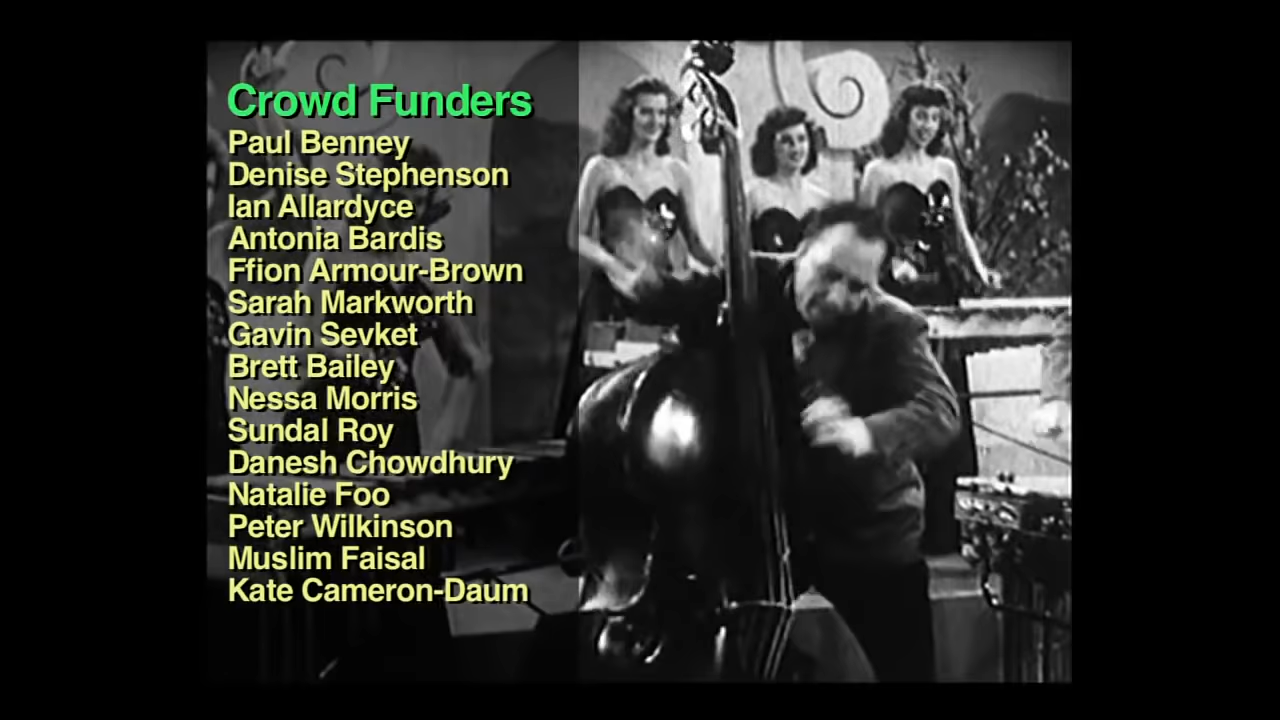 Crowd Funders
Paul Benney
Denise Stephenson
Ian Allardyce
Antonia Bardis
Ffion Armour-Brown
Sarah Markworth
Gavin Sevket
Brett Bailey
Nessa Morris
Sundal Roy
Danesh Chowdhury
Natalie Foo
Peter Wilkinson
Muslim Faisal
Kate Cameron-Daum